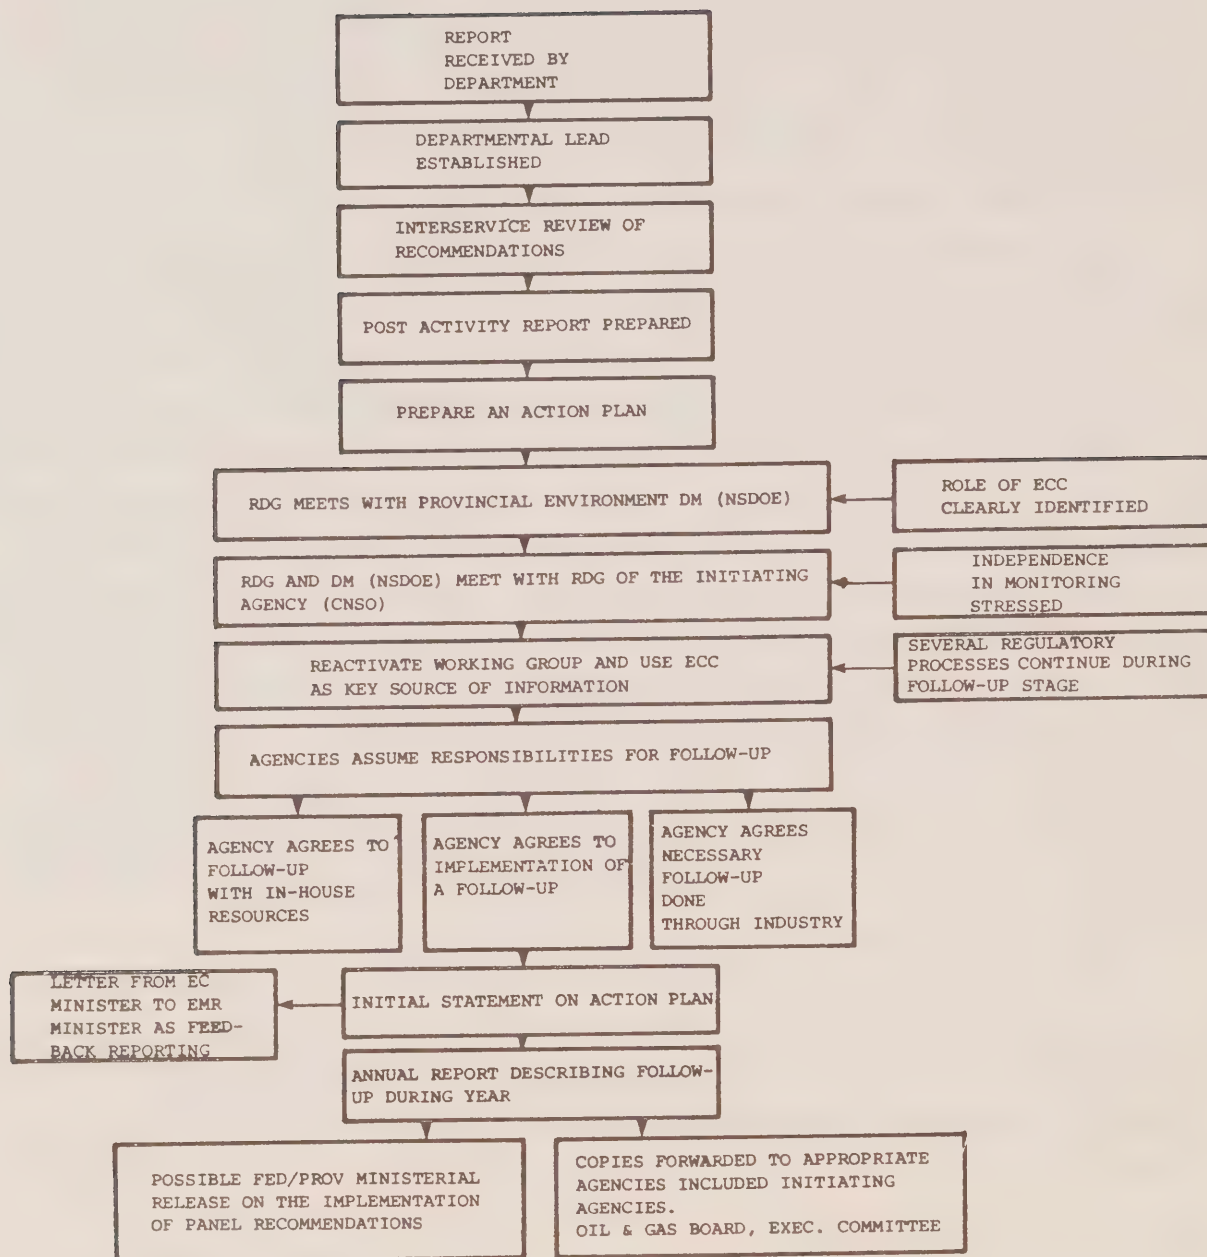 REPORT
RECEIVED BY
DEPARTMENT
DEPARTMENTAL LEAD
ESTABLISHED
INTERSERVICE REVIEW OF
RECOMMENDATIONS
POST ACTIVITY REPORT PREPARED
PREPARE AN ACTION PLAN
RDG MEETS WITH PROVINCIAL ENVIRONMENT DM (NSDOE)
ROLE OF ECC
CLEARLY IDENTIFIED
RDG AND DM (NSDOE) MEET WITH RDG OF THE INITIATING
AGENCY (CNSO)
INDEPENDENCE
IN MONITORING
STRESSED
REACTIVATE WORKING GROUP AND USE ECC
AS KEY SOURCE OF INFORMATION
SEVERAL REGULATORY
PROCESSES CONTINUE DURING
FOLLOW-UP STAGE
AGENCIES ASSUME RESPONSIBILITIES FOR FOLLOW-UP
AGENCY AGREES TO
FOLLOW-UP
WITH IN-HOUSE
RESOURCES
AGENCY AGREES TO
IMPLEMENTATION OF
A FOLLOW-UP
AGENCY AGREES
NECESSARY
FOLLOW-UP
DONE
THROUGH INDUSTRY
LETTER FROM EC
MINISTER TO EMR
MINISTER AS FEED-
BACK REPORTING
INITIAL STATEMENT ON ACTION PLAN
ANNUAL REPORT DESCRIBING FOLLOW-
UP DURING YEAR
POSSIBLE FED/PROV MINISTERIAL
RELEASE ON THE IMPLEMENTATION
OF PANEL RECOMMENDATIONS
COPIES FORWARDED TO APPROPRIATE
AGENCIES INCLUDED INITIATING
AGENCIES.
OIL & GAS BOARD, EXEC. COMMITTEE